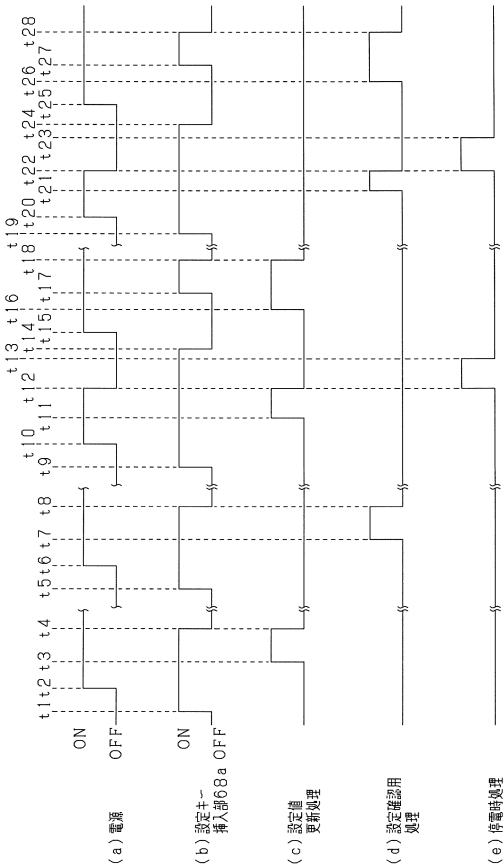 t1
t2
t3
t4
t5
t6
t7
t8
t9
t10
t11
t12
t13
t14
t15
t16
t17
t18
t19
t20
t21
t22
t23
t24
t25
t26
t27
t28
(a)電源
ON
OFF
(b)設定キー
挿入部68a
ON
OFF
(c)設定値
更新処理
(d)設定確認用
処理
(e)停電時処理